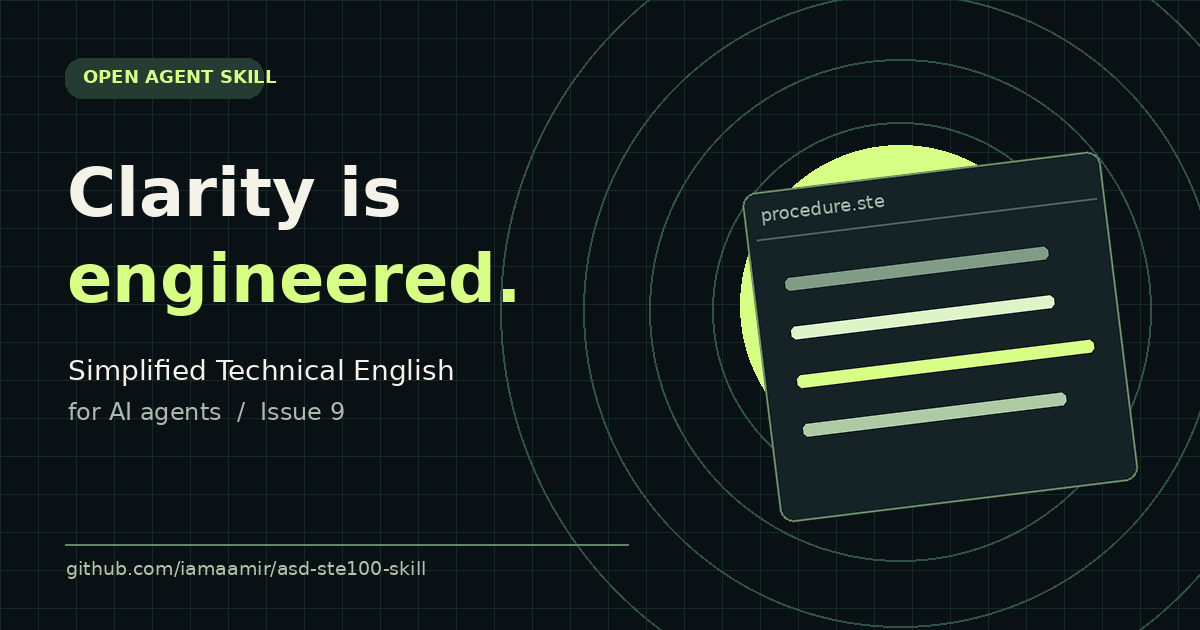 OPEN AGENT SKILL
Clarity is
engineered.
Simplified Technical English
for AI agents / Issue 9
github.com/iamaamir/asd-ste100-skill
procedure.ste